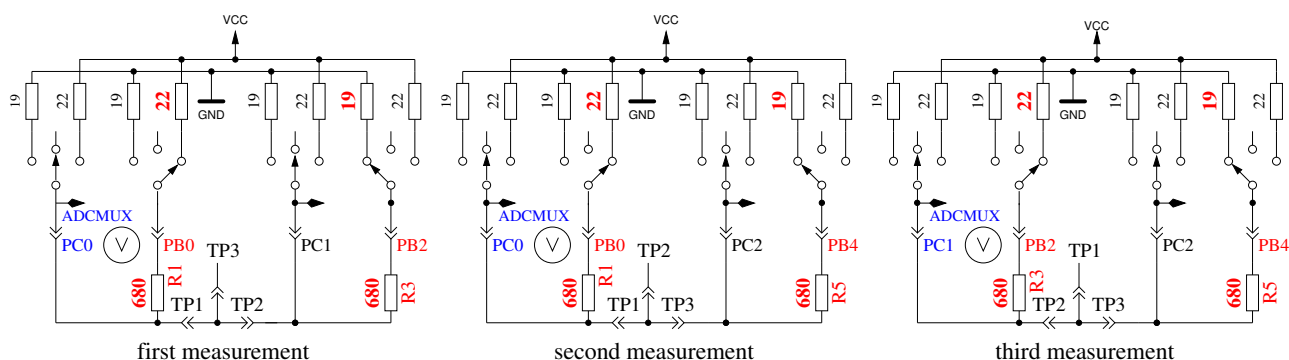 VCC
19
22
19
22
GND
19
22
19
22
ADCMUX
PC0
V
PB0
TP3
PC1
PB2
680
R1
TP1
TP2
680
R3
first measurement
VCC
19
22
19
22
GND
19
22
19
22
ADCMUX
PC0
V
PB0
TP2
PC2
PB4
680
R1
TP1
TP3
680
R5
second measurement
VCC
19
22
19
22
GND
19
22
19
22
ADCMUX
PC1
V
PB2
TP1
PC2
PB4
680
R3
TP2
TP3
680
R5
third measurement